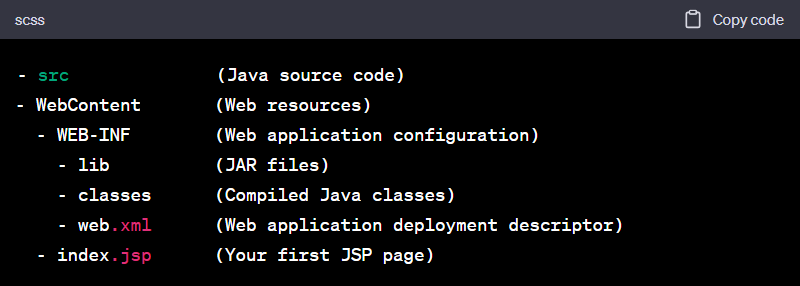 scss Copy code
- src (Java source code)
- WebContent (Web resources)
- WEB-INF (Web application configuration)
- lib (JAR files)
- classes (Compiled Java classes)
- web.xml (Web application deployment descriptor)
- index.jsp (Your first JSP page)